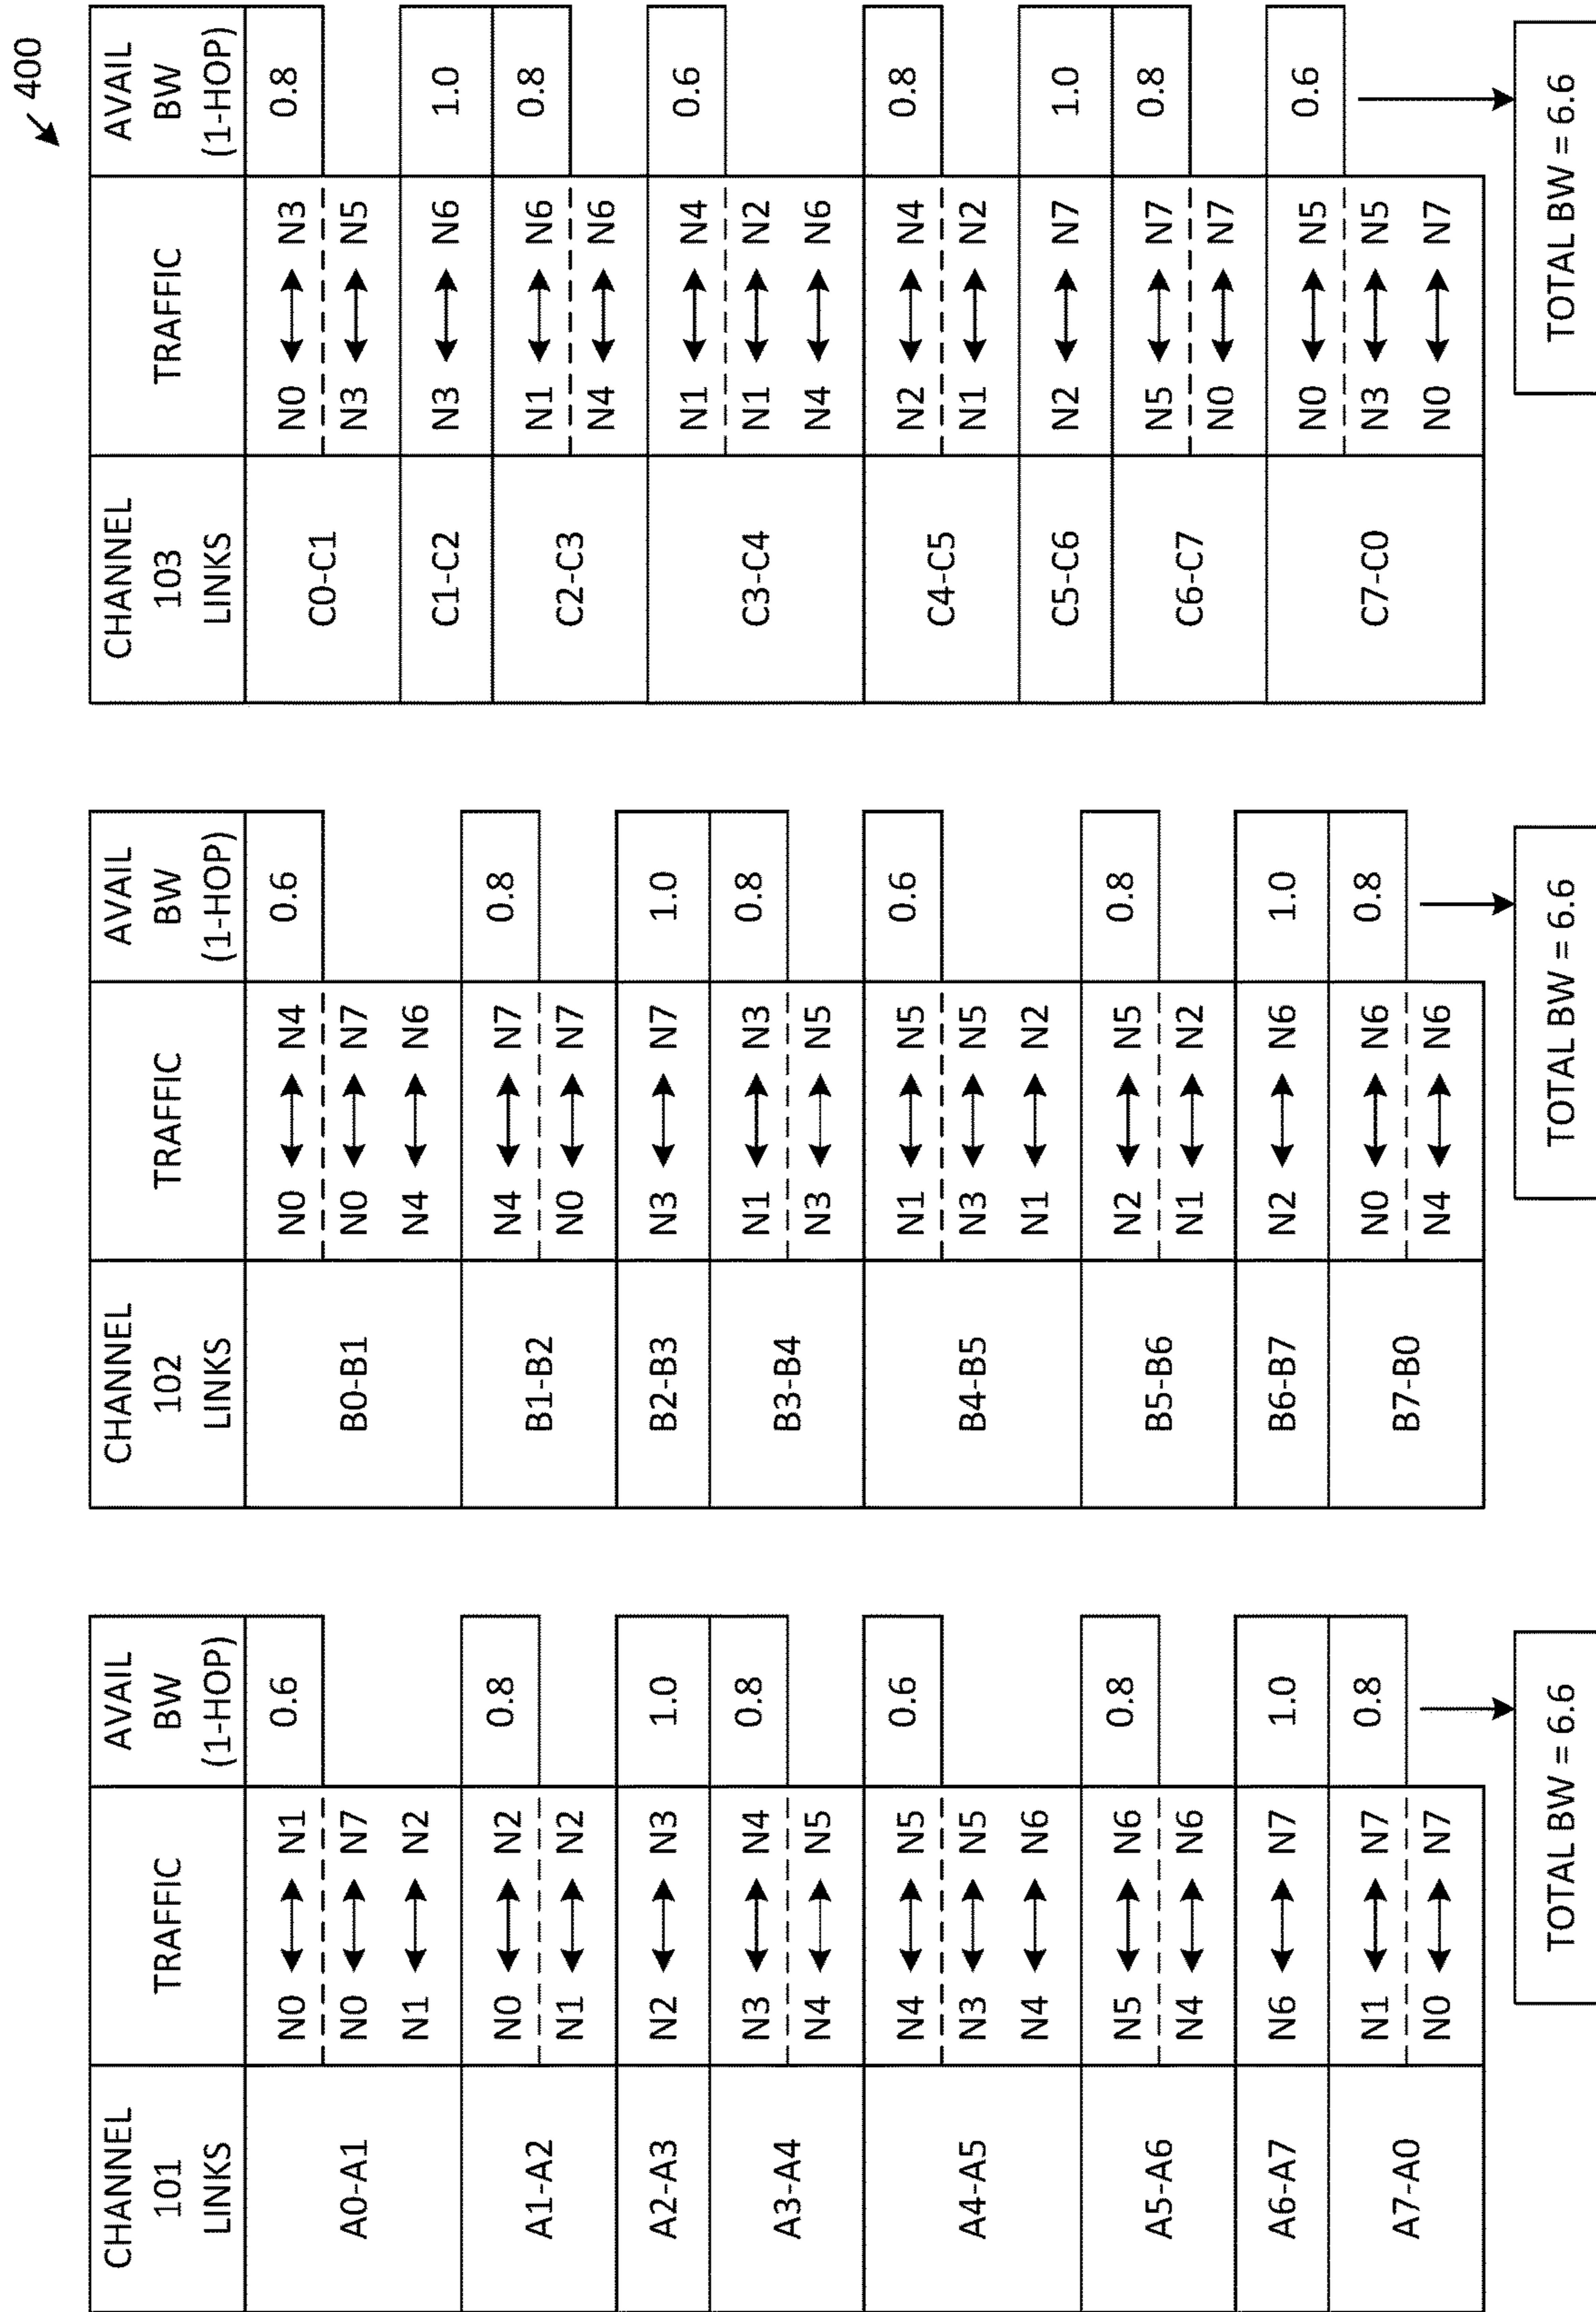 400
CHANNEL 101 LINKS TRAFFIC AVAIL BW (1-HOP)
A0-A1 N0 N1 0.6
N0 N7
N1 N2
A1-A2 N0 N2 0.8
N1 N2
A2-A3 N2 N3 1.0
A3-A4 N3 N4 0.8
N4 N5
A4-A5 N4 N5 0.6
N3 N5
N4 N6
A5-A6 N5 N6 0.8
N4 N6
A6-A7 N6 N7 1.0
A7-A0 N1 N7 0.8
N0 N7
TOTAL BW = 6.6
CHANNEL 102 LINKS TRAFFIC AVAIL BW (1-HOP)
B0-B1 N0 N4 0.6
N0 N7
N4 N6
B1-B2 N4 N7 0.8
N0 N7
B2-B3 N3 N7 1.0
B3-B4 N1 N3 0.8
N3 N5
B4-B5 N1 N5 0.6
N3 N5
N1 N2
B5-B6 N2 N5 0.8
N1 N2
B6-B7 N2 N6 1.0
B7-B0 N0 N6 0.8
N4 N6
TOTAL BW = 6.6
CHANNEL 103 LINKS TRAFFIC AVAIL BW (1-HOP)
C0-C1 N0 N3 0.8
N3 N5
C1-C2 N3 N6 1.0
C2-C3 N1 N6 0.8
N4 N6
C3-C4 N1 N4 0.6
N1 N2
N4 N6
C4-C5 N2 N4 0.8
N1 N2
C5-C6 N2 N7 1.0
C6-C7 N5 N7 0.8
N0 N7
C7-C0 N0 N5 0.6
N3 N5
N0 N7
TOTAL BW = 6.6